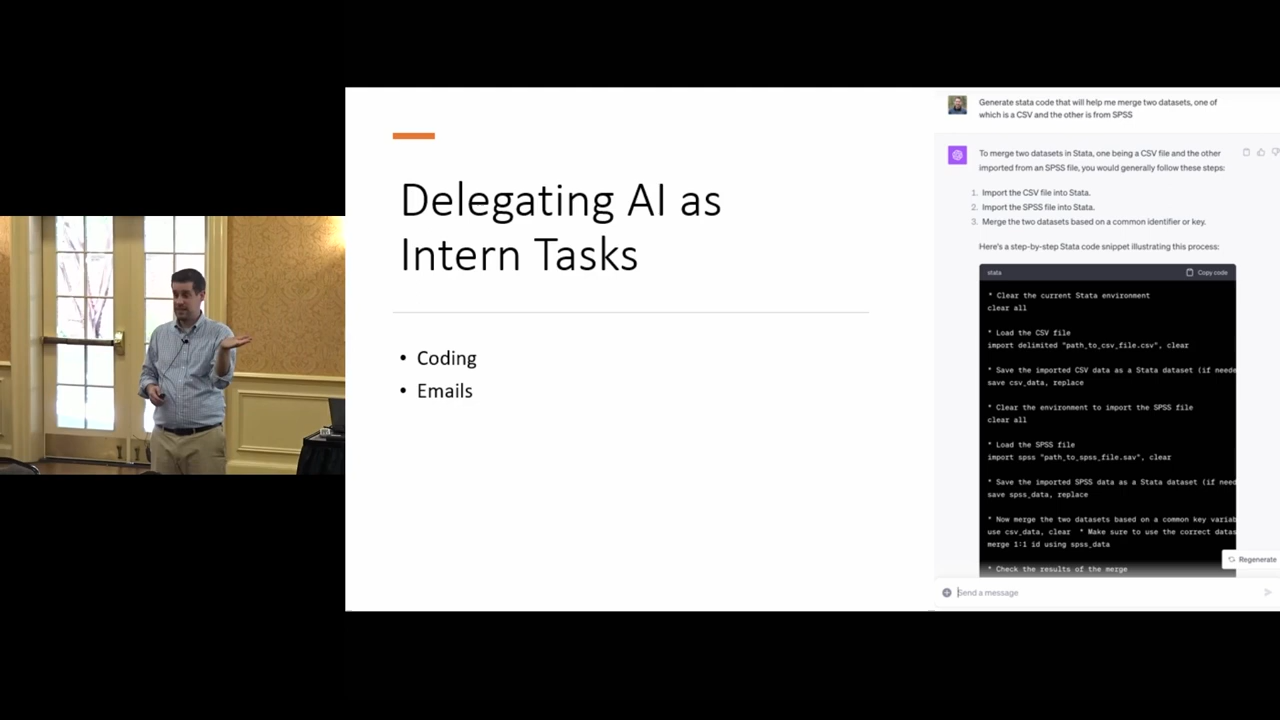 Delegating AI as
Intern Tasks
• Coding
• Emails
Generate stata code that will help me merge two datasets, one of
which is a CSV and the other is from SPSS
To merge two datasets in Stata, one being a CSV file and the other
imported from an SPSS file, you would generally follow these steps:
1. Import the CSV file into Stata.
2. Import the SPSS file into Stata.
3. Merge the two datasets based on a common identifier or key.
Here's a step-by-step Stata code snippet illustrating this process:
stata Copy code
* Clear the current Stata environment
clear all
* Load the CSV file
import delimited "path_to_csv_file.csv", clear
* Save the imported CSV data as a Stata dataset (if neede
save csv_data, replace
* Clear the environment to import the SPSS file
clear all
* Load the SPSS file
import spss "path_to_spss_file.sav", clear
* Save the imported SPSS data as a Stata dataset (if need
save spss_data, replace
* Now merge the two datasets based on a common key variab
use csv_data, clear * Make sure to use the correct datas
merge 1:1 id using spss_data
* Check the results of the merge
Regenerate
Send a message